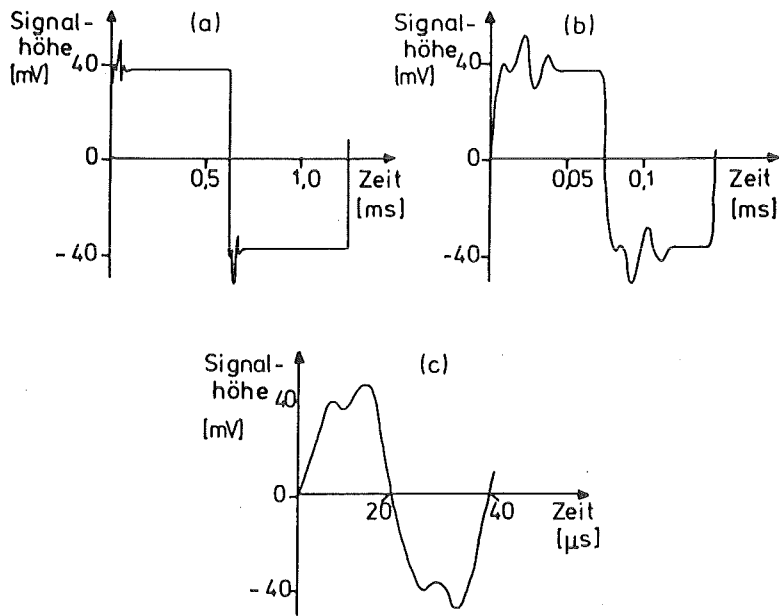 Signal-
höhe
[mV]
(a)
40
0
-40
0,5
1,0
Zeit
[ms]
Signal-
höhe
[mV]
(b)
40
0
-40
0,05
0,1
Zeit
[ms]
Signal-
höhe
[mV]
(c)
40
0
-40
20
40
Zeit
[µs]